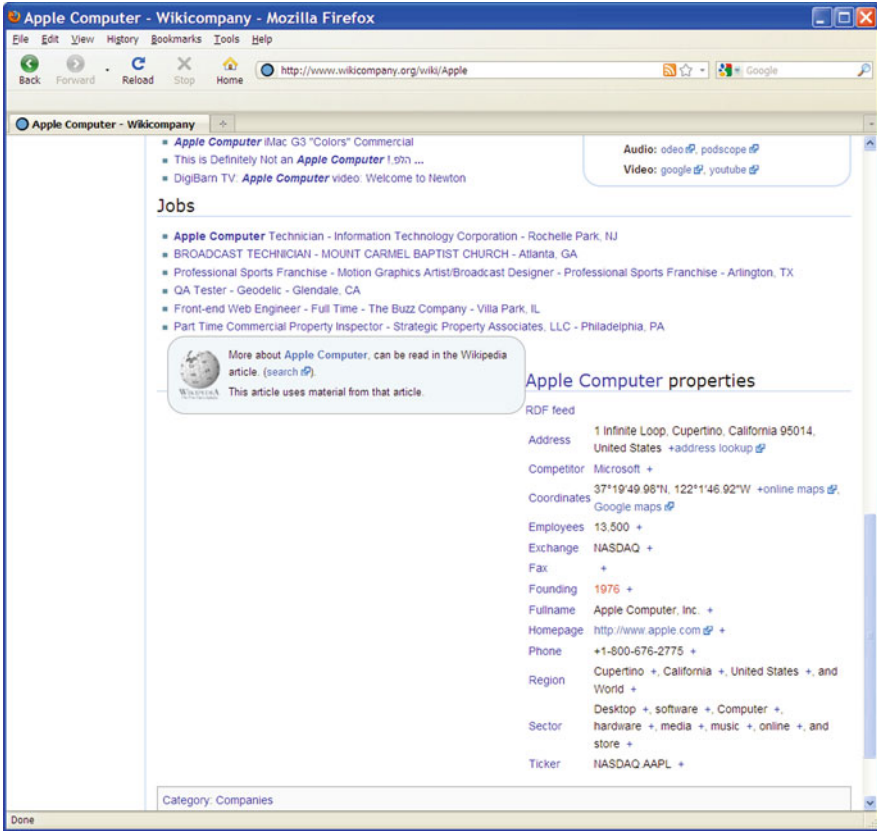 Apple Computer - Wikicompany - Mozilla Firefox
File Edit View History Bookmarks Tools Help
Back Forward Reload Stop Home http://www.wikicompany.org/wiki/Apple Google
Apple Computer - Wikicompany
Apple Computer iMac G3 "Colors" Commercial
This is Definitely Not an Apple Computer ! הלפ. ...
DigiBarn TV: Apple Computer video: Welcome to Newton
Audio: odeo, podscope
Video: google, youtube
Jobs
Apple Computer Technician - Information Technology Corporation - Rochelle Park, NJ
BROADCAST TECHNICIAN - MOUNT CARMEL BAPTIST CHURCH - Atlanta, GA
Professional Sports Franchise - Motion Graphics Artist/Broadcast Designer - Professional Sports Franchise - Arlington, TX
QA Tester - Geodelic - Glendale, CA
Front-end Web Engineer - Full Time - The Buzz Company - Villa Park, IL
Part Time Commercial Property Inspector - Strategic Property Associates, LLC - Philadelphia, PA
More about Apple Computer, can be read in the Wikipedia
article. (search).
This article uses material from that article.
WIKIPEDIA
Apple Computer properties
RDF feed
Address 1 Infinite Loop, Cupertino, California 95014,
United States +address lookup
Competitor Microsoft +
Coordinates 37°19'49.98"N, 122°1'46.92"W +online maps,
Google maps
Employees 13,500 +
Exchange NASDAQ +
Fax +
Founding 1976 +
Fullname Apple Computer, Inc. +
Homepage http://www.apple.com +
Phone +1-800-676-2775 +
Region Cupertino +, California +, United States +, and
World +
Sector Desktop +, software +, Computer +,
hardware +, media +, music +, online +, and
store +
Ticker NASDAQ:AAPL +
Category: Companies
Done